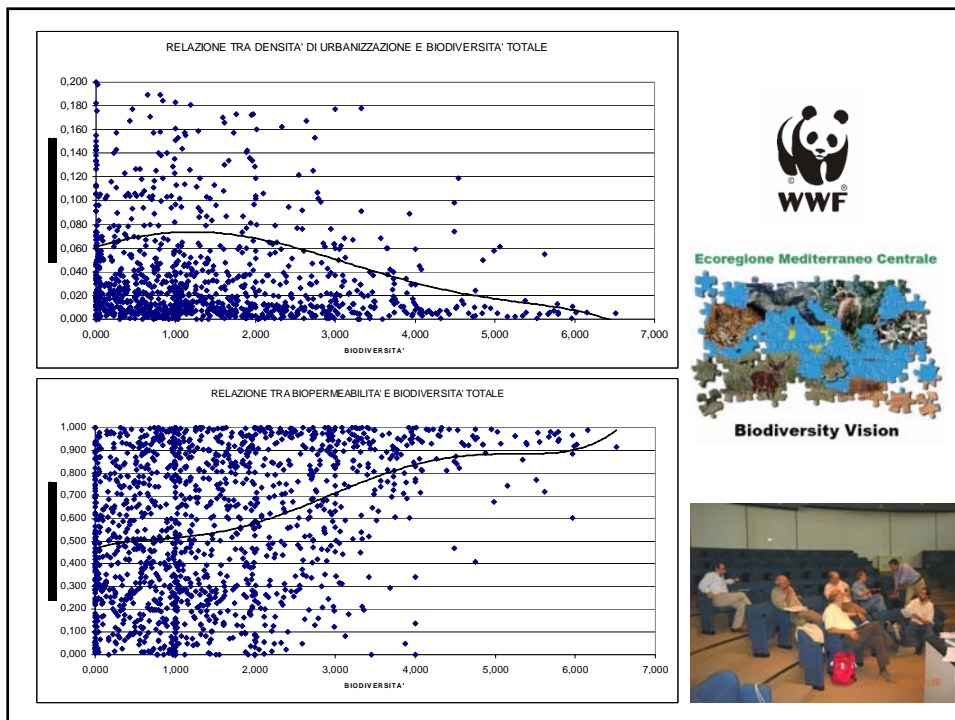 RELAZIONE TRA DENSITA' DI URBANIZZAZIONE E BIODIVERSITA' TOTALE
0,200
0,180
0,160
0,140
0,120
0,100
0,080
0,060
0,040
0,020
0,000
0,000 1,000 2,000 3,000 4,000 5,000 6,000 7,000
BIODIVERSITA'
RELAZIONE TRA BIOPERMEABILITA' E BIODIVERSITA' TOTALE
1,000
0,900
0,800
0,700
0,600
0,500
0,400
0,300
0,200
0,100
0,000
0,000 1,000 2,000 3,000 4,000 5,000 6,000 7,000
BIODIVERSITA'
©
®
WWF
Ecoregione Mediterraneo Centrale
Biodiversity Vision